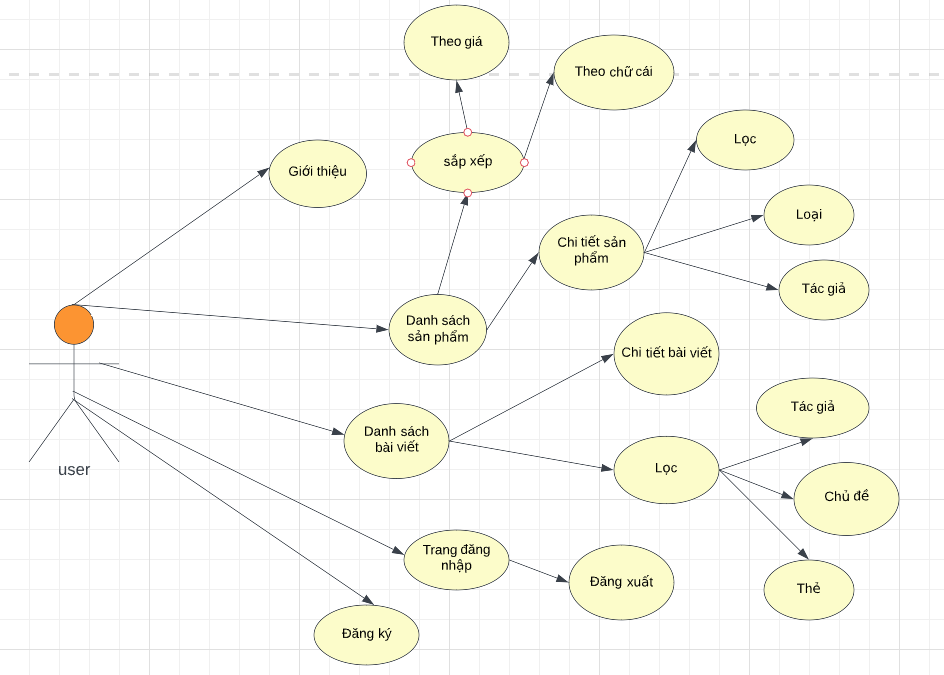 Theo giá
Theo chữ cái
Lọc
sắp xếp
Giới thiệu
Loại
Chi tiết sản
phẩm
Tác giả
Danh sách
sản phẩm
Chi tiết bài viết
Tác giả
Danh sách
bài viết
user
Lọc
Chủ đề
Trang đăng
nhập
Đăng xuất
Thẻ
Đăng ký